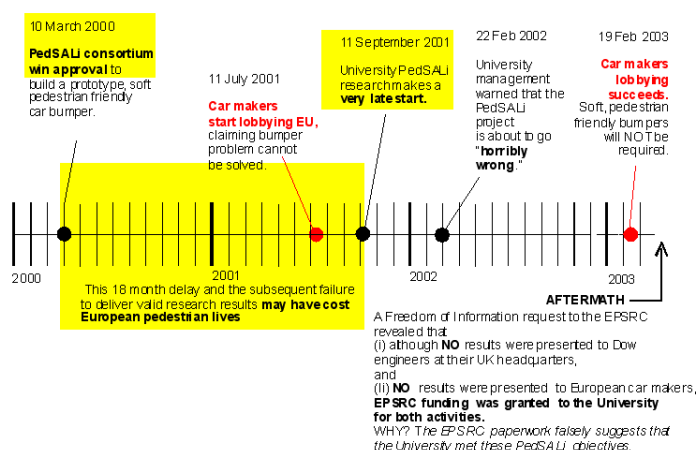 10 March 2000
PedSALi consortium
win approval to
build a prototype, soft
pedestrian friendly
car bumper.
11 July 2001
Car makers
start lobbying EU,
claiming bumper
problem cannot
be solved.
11 September 2001
University PedSALi
research makes a
very late start.
22 Feb 2002
University
management
warned that the
PedSALi
project
is about to go
"horribly
wrong."
19 Feb 2003
Car makers
lobbying
succeeds.
Soft, pedestrian
friendly bumpers
will NOT be
required.
2000
2001
2002
2003
This 18 month delay and the subsequent failure
to deliver valid research results may have cost
European pedestrian lives
AFTERMATH
A Freedom of Information request to the EPSRC
revealed that
(i) although NO results were presented to Dow
engineers at their UK headquarters,
and
(Ii) NO results were presented to European car makers,
EPSRC funding was granted to the University
for both activities.
WHY? The EPSRC paperwork falsely suggests that
the University met these PedSALi objectives.